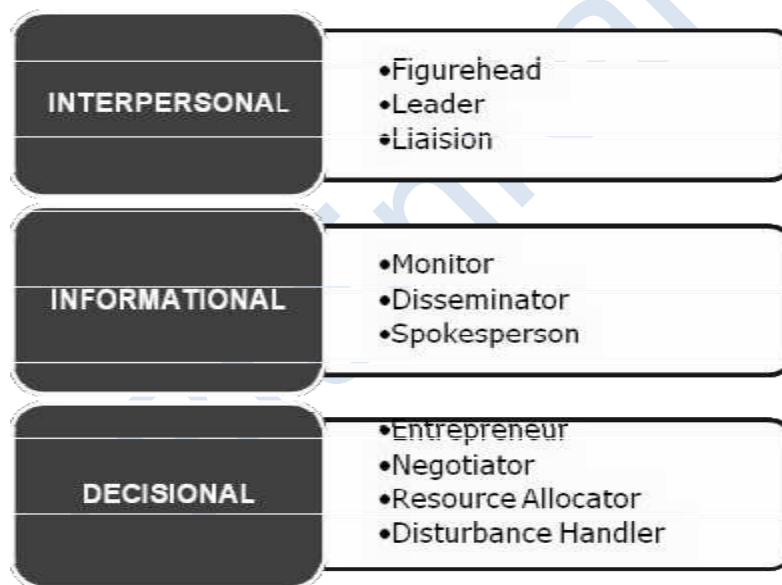 INTERPERSONAL
•Figurehead
•Leader
•Liaision
INFORMATIONAL
•Monitor
•Disseminator
•Spokesperson
DECISIONAL
•Entrepreneur
•Negotiator
•Resource Allocator
•Disturbance Handler